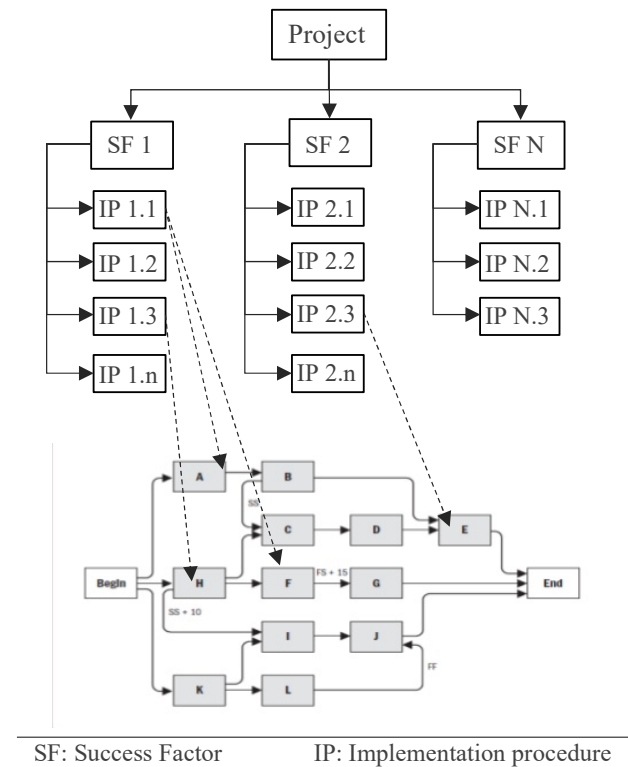 Project
SF 1
SF 2
SF N
IP 1.1
IP 2.1
IP N.1
IP 1.2
IP 2.2
IP N.2
IP 1.3
IP 2.3
IP N.3
IP 1.n
IP 2.n
A
B
SS
C
D
E
Begin
H
F
FS + 15
G
End
SS + 10
I
J
FF
K
L
SF: Success Factor IP: Implementation procedure